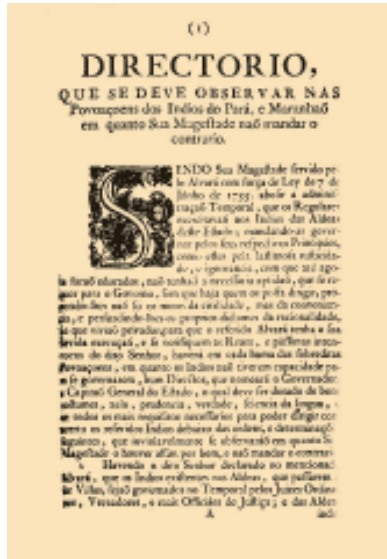 (1)
DIRECTORIO,
QUE SE DEVE OBSERVAR NAS
Povoaçoens dos Indios do Pará, e Maranhaõ
em quanto Sua Magestade naõ mandar o
contrario.
SENDO Sua Magestade servido pe-
lo Alvará com força de Ley de 7 de
Junho de 1755. abolir a adminis-
traçaõ Temporal, que os Regulares
exercitavaõ nos Indios das Aldeas
deste Estado; mandando-as gover-
nar pelos seus respectivos Principaes,
como estes pela lastimosa rusticida-
de, e ignorancia, com que até ago-
ra foraõ educados, naõ tenhaõ a necessaria aptidaõ, que se re-
quer para o Governo, sem que haja quem os possa dirigir, pro-
pondo-lhes naõ só os meios da civilidade, mas da conveniencia,
e persuadindo-lhes os proprios dictames da racionalidade,
de que viviaõ privados, para que o referido Alvará tenha a sua
devida execuçaõ, e se verifiquem as Reaes, e pissimas inten-
çoens do dito Senhor, haverá em cada huma das sobreditas
Povoaçoens, em quanto os Indios naõ tiverem capacidade pa-
ra se governarem, hum Director, que nomeará o Governador,
e Capitaõ General do Estado, o qual deve ser dotado de bons
costumes, zelo, prudencia, verdade, sciencia da lingua,
e todos os mais requisitos necessarios para poder dirigir com
acerto os referidos Indios debaixo das ordens, e determinaçoens
seguintes, que inviolavelmente se observaráõ em quanto Sua
Magestade o houver assim por bem, e naõ mandar o contrario.
Havendo o dito Senhor declarado no mencionado
Alvará, que os Indios existentes nas Aldeas, que passarem
a ser Villas, sejaõ governados no Temporal pelos Juizes Ordina-
rios, Vereadores, e mais Officiaes de Justiça; e das Aldeas
A